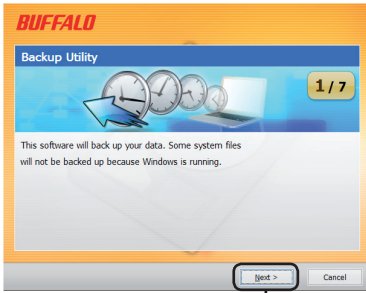 BUFFALO
Backup Utility
1/7
This software will back up your data. Some system files
will not be backed up because Windows is running.
Next >
Cancel